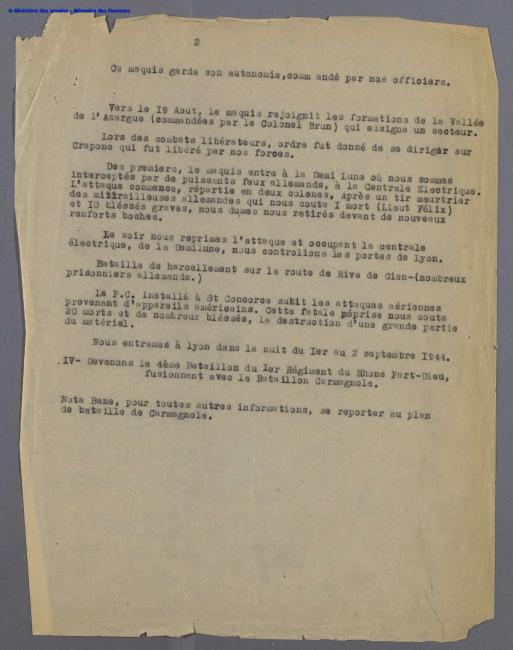 © Ministère des armées - Mémoire des Hommes
2
Ce maquis garda son autonomie,comm andé par nos officiers.
Vers le I9 Aout, le maquis rejoignit les formations de la Vallée
de l'Azergue (commandées par le Colonel Brun) qui assigna un secteur.
Lors des combats libérateurs, ordre fut donné de se diriger sur
Crapone qui fut libéré par nos forces.
Des premiers, le maquis entre à la Demi Lune où nous sommes
interceptés par de puissants feux allemands, à la Centrale Electrique.
L'attaque commença, répartie en deux colones, Après un tir meurtrier
des mittrailleuses allemandes qui nous couta I mort (Lieut Félix)
et IO bléssés graves, nous dumes nous retirés devant de nouveaux
renforts boches.
Le soir nous reprimes l'attaque et occupant la centrale
électrique, de la Demilune, nous controlions les portes de Lyon.
Bataille de harcellement sur la route de Rive de Gien-(nombreux
prisonniers allemands.)
Le P.C. installé à St Concorce subit les attaques aériennes
provenant d'appareils américains. Cette fatale méprise nous couta
20 morts et de nombreux bléssés, la destruction d'une grande partie
du matériel.
Nous entrames à lyon dans la nuit du Ier au 2 septembre I944.
IV- Devenons le 4ème Bataillon du Ier Régiment du Rhone Part-Dieu,
fusionnant avec le Bataillon Carmagnole.
Nota Bene, pour toutes autres informations, se reporter au plan
de bataille de Carmagnole.